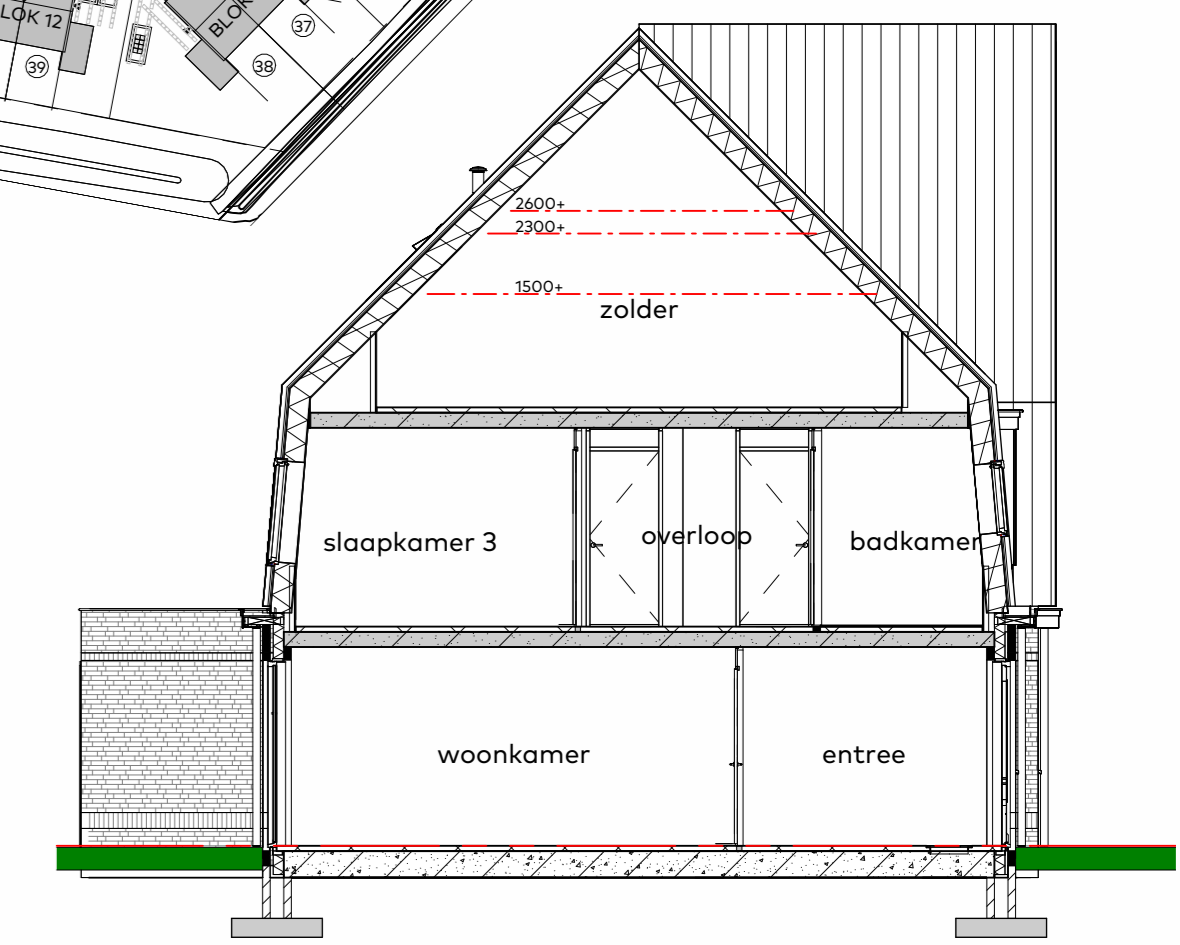 LOK 12
BLOK
37
39
38
2600+
2300+
1500+
zolder
slaapkamer 3
overloop
badkamer
woonkamer
entree